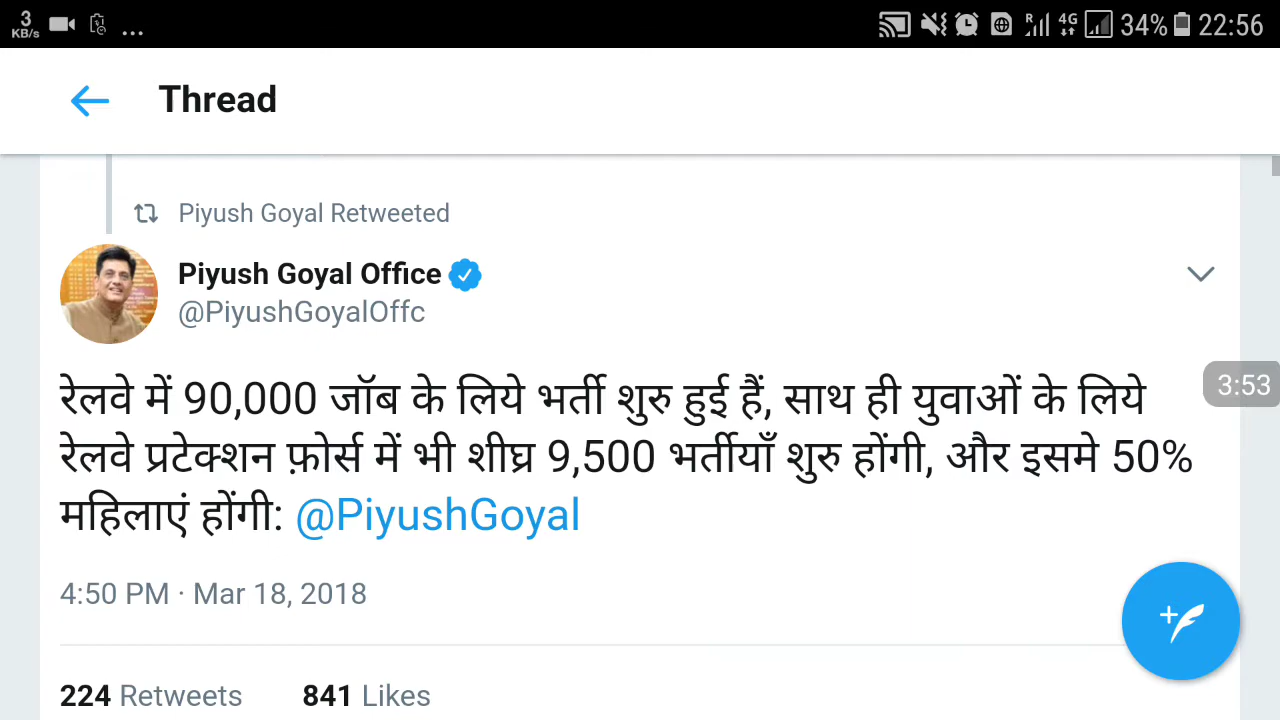 3
KB/s
...
R
4G
34%
22:56
Thread
Piyush Goyal Retweeted
Piyush Goyal Office
@PiyushGoyalOffc
रेलवे में 90,000 जॉब के लिये भर्ती शुरु हुई हैं, साथ ही युवाओं के लिये
3:53
रेलवे प्रटेक्शन फ़ोर्स में भी शीघ्र 9,500 भर्तीयाँ शुरु होंगी, और इसमे 50%
महिलाएं होंगी: @PiyushGoyal
4:50 PM · Mar 18, 2018
224 Retweets 841 Likes